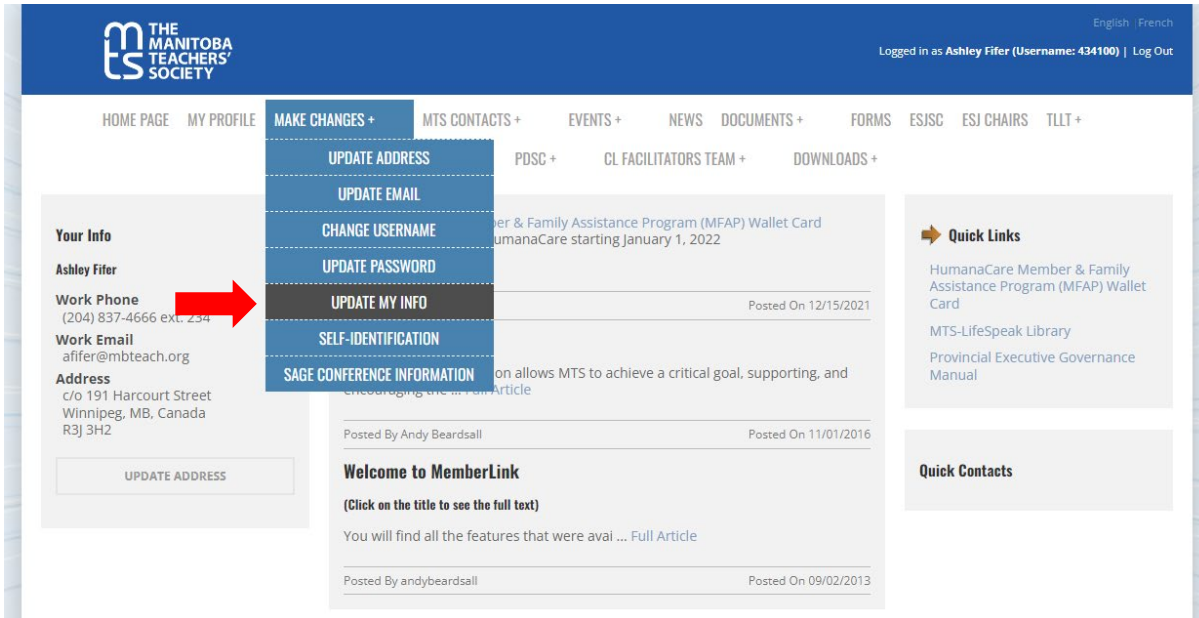 THE
MANITOBA
TEACHERS'
SOCIETY
mts
English | French
Logged in as Ashley Fifer (Username: 434100) | Log Out
HOME PAGE MY PROFILE MAKE CHANGES + MTS CONTACTS + EVENTS + NEWS DOCUMENTS + FORMS ESJSC ESJ CHAIRS TLLT +
PDSC + CL FACILITATORS TEAM + DOWNLOADS +
UPDATE ADDRESS
UPDATE EMAIL
CHANGE USERNAME
UPDATE PASSWORD
UPDATE MY INFO
SELF-IDENTIFICATION
SAGE CONFERENCE INFORMATION
Your Info
Ashley Fifer
Work Phone
(204) 837-4666 ext. 234
Work Email
afifer@mbteach.org
Address
c/o 191 Harcourt Street
Winnipeg, MB, Canada
R3J 3H2
UPDATE ADDRESS
& Family Assistance Program (MFAP) Wallet Card
umanaCare starting January 1, 2022
Posted On 12/15/2021
on allows MTS to achieve a critical goal, supporting, and
encouraging the ... Full Article
Posted By Andy Beardsall Posted On 11/01/2016
Welcome to MemberLink
(Click on the title to see the full text)
You will find all the features that were avai ... Full Article
Posted By andybeardsall Posted On 09/02/2013
Quick Links
HumanaCare Member & Family
Assistance Program (MFAP) Wallet
Card
MTS-LifeSpeak Library
Provincial Executive Governance
Manual
Quick Contacts